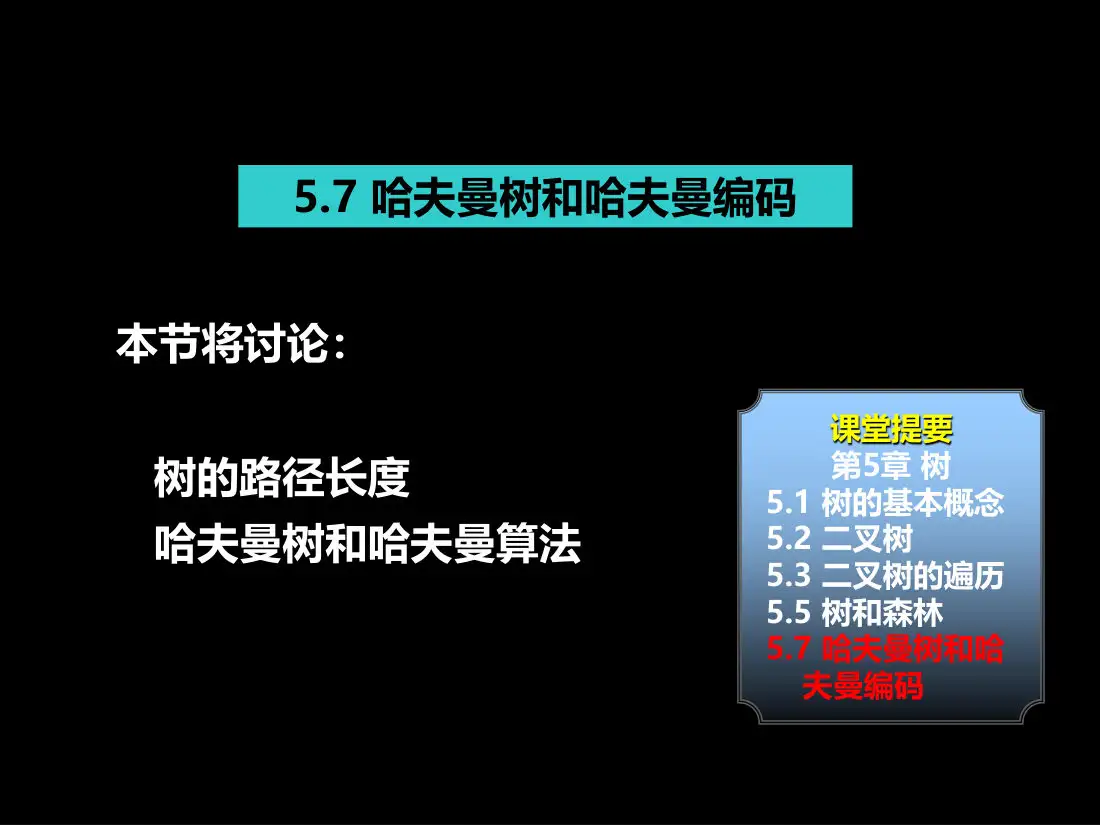 5.7 哈夫曼树和哈夫曼编码
本节将讨论：
树的路径长度
哈夫曼树和哈夫曼算法
课堂提要
第5章 树
5.1 树的基本概念
5.2 二叉树
5.3 二叉树的遍历
5.5 树和森林
5.7 哈夫曼树和哈
夫曼编码